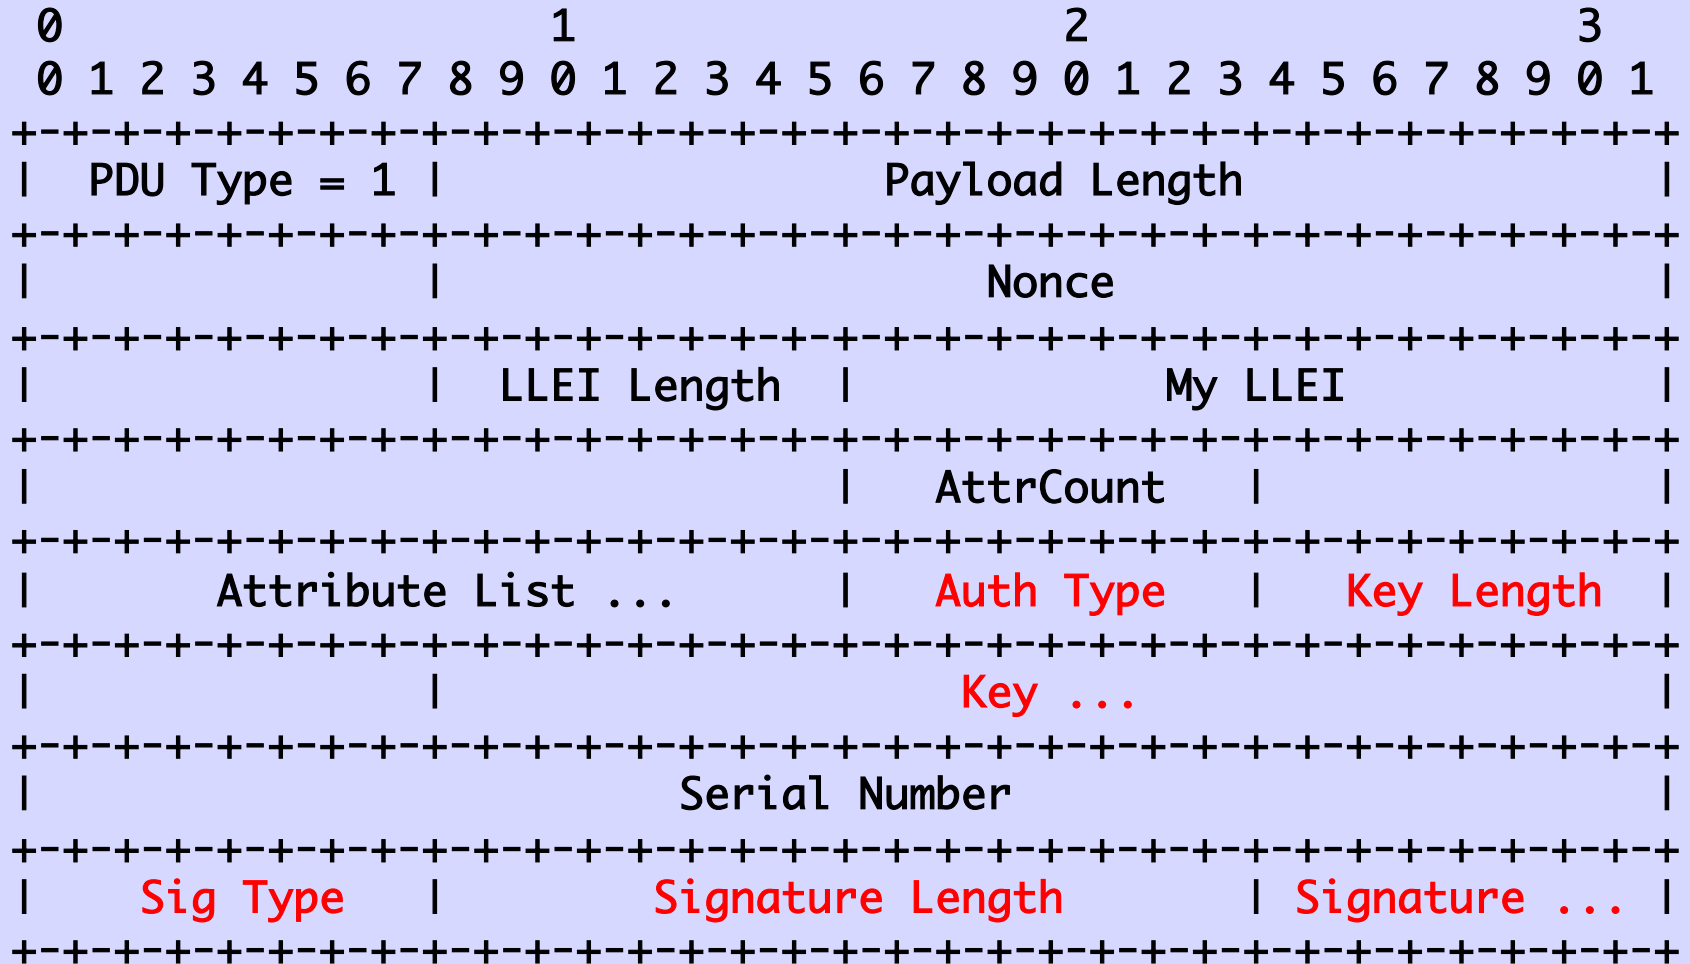 0                   1                   2                   3
 0 1 2 3 4 5 6 7 8 9 0 1 2 3 4 5 6 7 8 9 0 1 2 3 4 5 6 7 8 9 0 1
+-+-+-+-+-+-+-+-+-+-+-+-+-+-+-+-+-+-+-+-+-+-+-+-+-+-+-+-+-+-+-+-+
|  PDU Type = 1 |                 Payload Length                |
+-+-+-+-+-+-+-+-+-+-+-+-+-+-+-+-+-+-+-+-+-+-+-+-+-+-+-+-+-+-+-+-+
|               |                     Nonce                     |
+-+-+-+-+-+-+-+-+-+-+-+-+-+-+-+-+-+-+-+-+-+-+-+-+-+-+-+-+-+-+-+-+
|               |  LLEI Length  |            My LLEI            |
+-+-+-+-+-+-+-+-+-+-+-+-+-+-+-+-+-+-+-+-+-+-+-+-+-+-+-+-+-+-+-+-+
|                               |   AttrCount   |               |
+-+-+-+-+-+-+-+-+-+-+-+-+-+-+-+-+-+-+-+-+-+-+-+-+-+-+-+-+-+-+-+-+
|       Attribute List ...      |   Auth Type   |   Key Length  |
+-+-+-+-+-+-+-+-+-+-+-+-+-+-+-+-+-+-+-+-+-+-+-+-+-+-+-+-+-+-+-+-+
|               |                    Key ...                    |
+-+-+-+-+-+-+-+-+-+-+-+-+-+-+-+-+-+-+-+-+-+-+-+-+-+-+-+-+-+-+-+-+
|                         Serial Number                         |
+-+-+-+-+-+-+-+-+-+-+-+-+-+-+-+-+-+-+-+-+-+-+-+-+-+-+-+-+-+-+-+-+
|    Sig Type   |        Signature Length       | Signature ... |
+-+-+-+-+-+-+-+-+-+-+-+-+-+-+-+-+-+-+-+-+-+-+-+-+-+-+-+-+-+-+-+-+